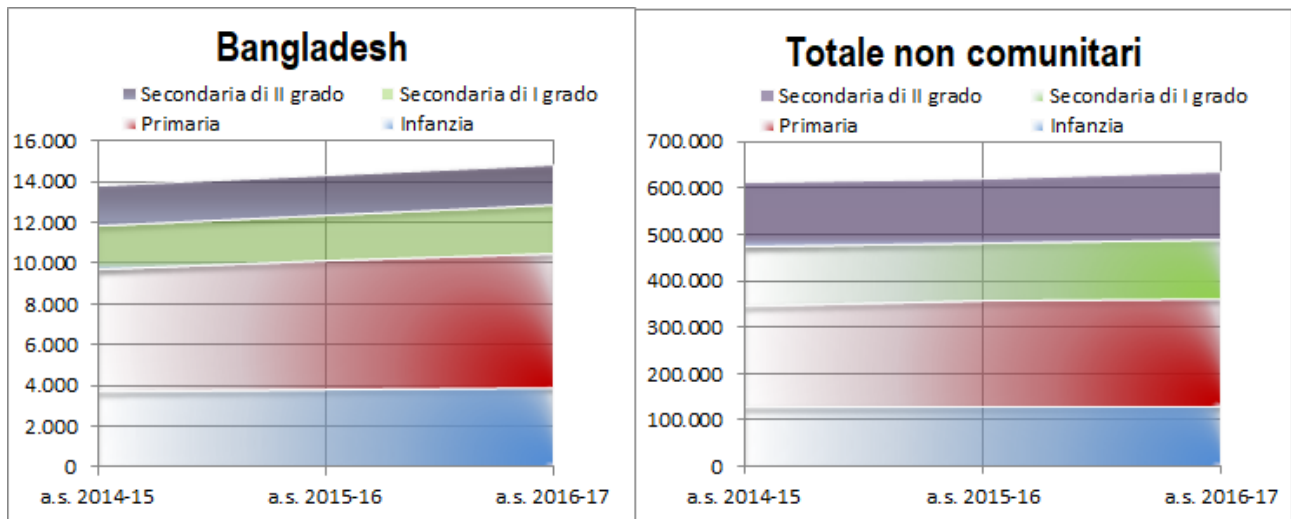 Bangladesh
Secondaria di II grado
Secondaria di I grado
Primaria
Infanzia
16.000
14.000
12.000
10.000
8.000
6.000
4.000
2.000
0
a.s. 2014-15
a.s. 2015-16
a.s. 2016-17
Totale non comunitari
Secondaria di II grado
Secondaria di I grado
Primaria
Infanzia
700.000
600.000
500.000
400.000
300.000
200.000
100.000
0
a.s. 2014-15
a.s. 2015-16
a.s. 2016-17